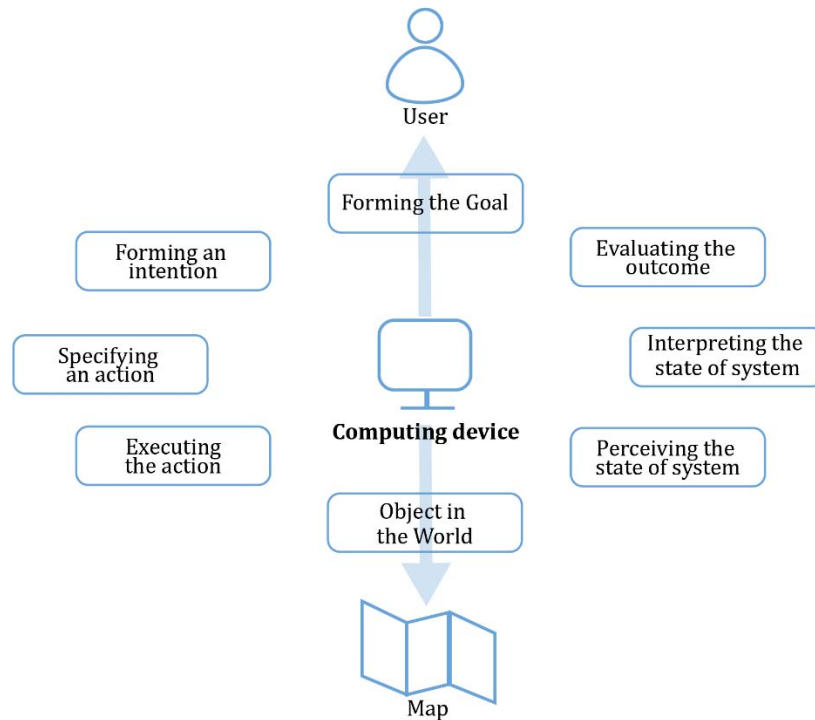 User
Forming the Goal
Forming an
intention
Evaluating the
outcome
Specifying
an action
Interpreting the
state of system
Computing device
Executing
the action
Perceiving the
state of system
Object in
the World
Map